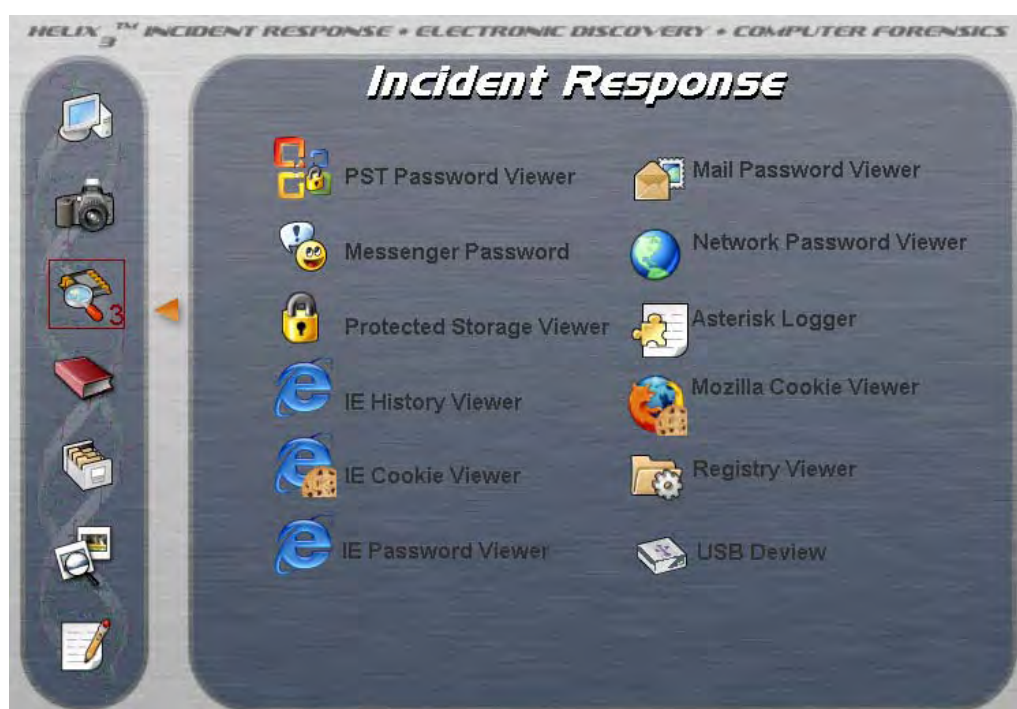 HELIX 3™ INCIDENT RESPONSE • ELECTRONIC DISCOVERY • COMPUTER FORENSICS
Incident Response
PST Password Viewer
Messenger Password
Protected Storage Viewer
IE History Viewer
IE Cookie Viewer
IE Password Viewer
Mail Password Viewer
Network Password Viewer
Asterisk Logger
Mozilla Cookie Viewer
Registry Viewer
USB Deview
3